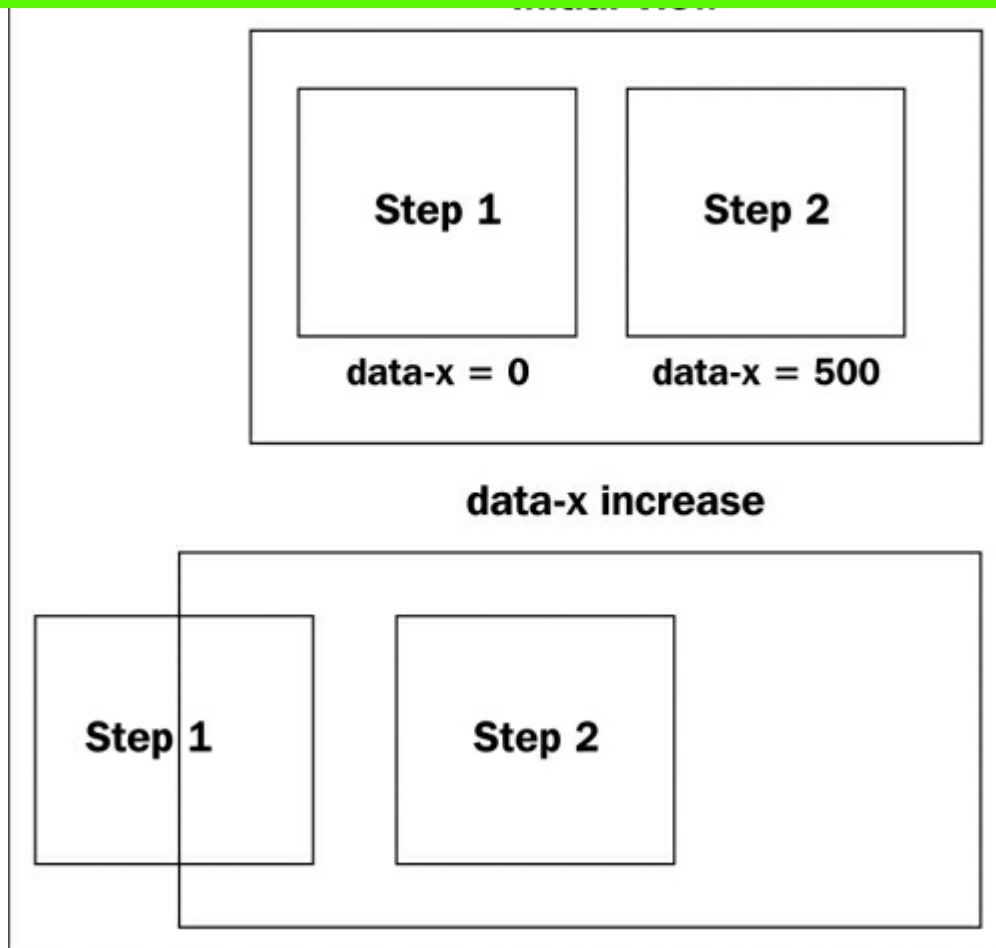 Step 1 Step 2
data-x = 0 data-x = 500
data-x increase
Step 1 Step 2